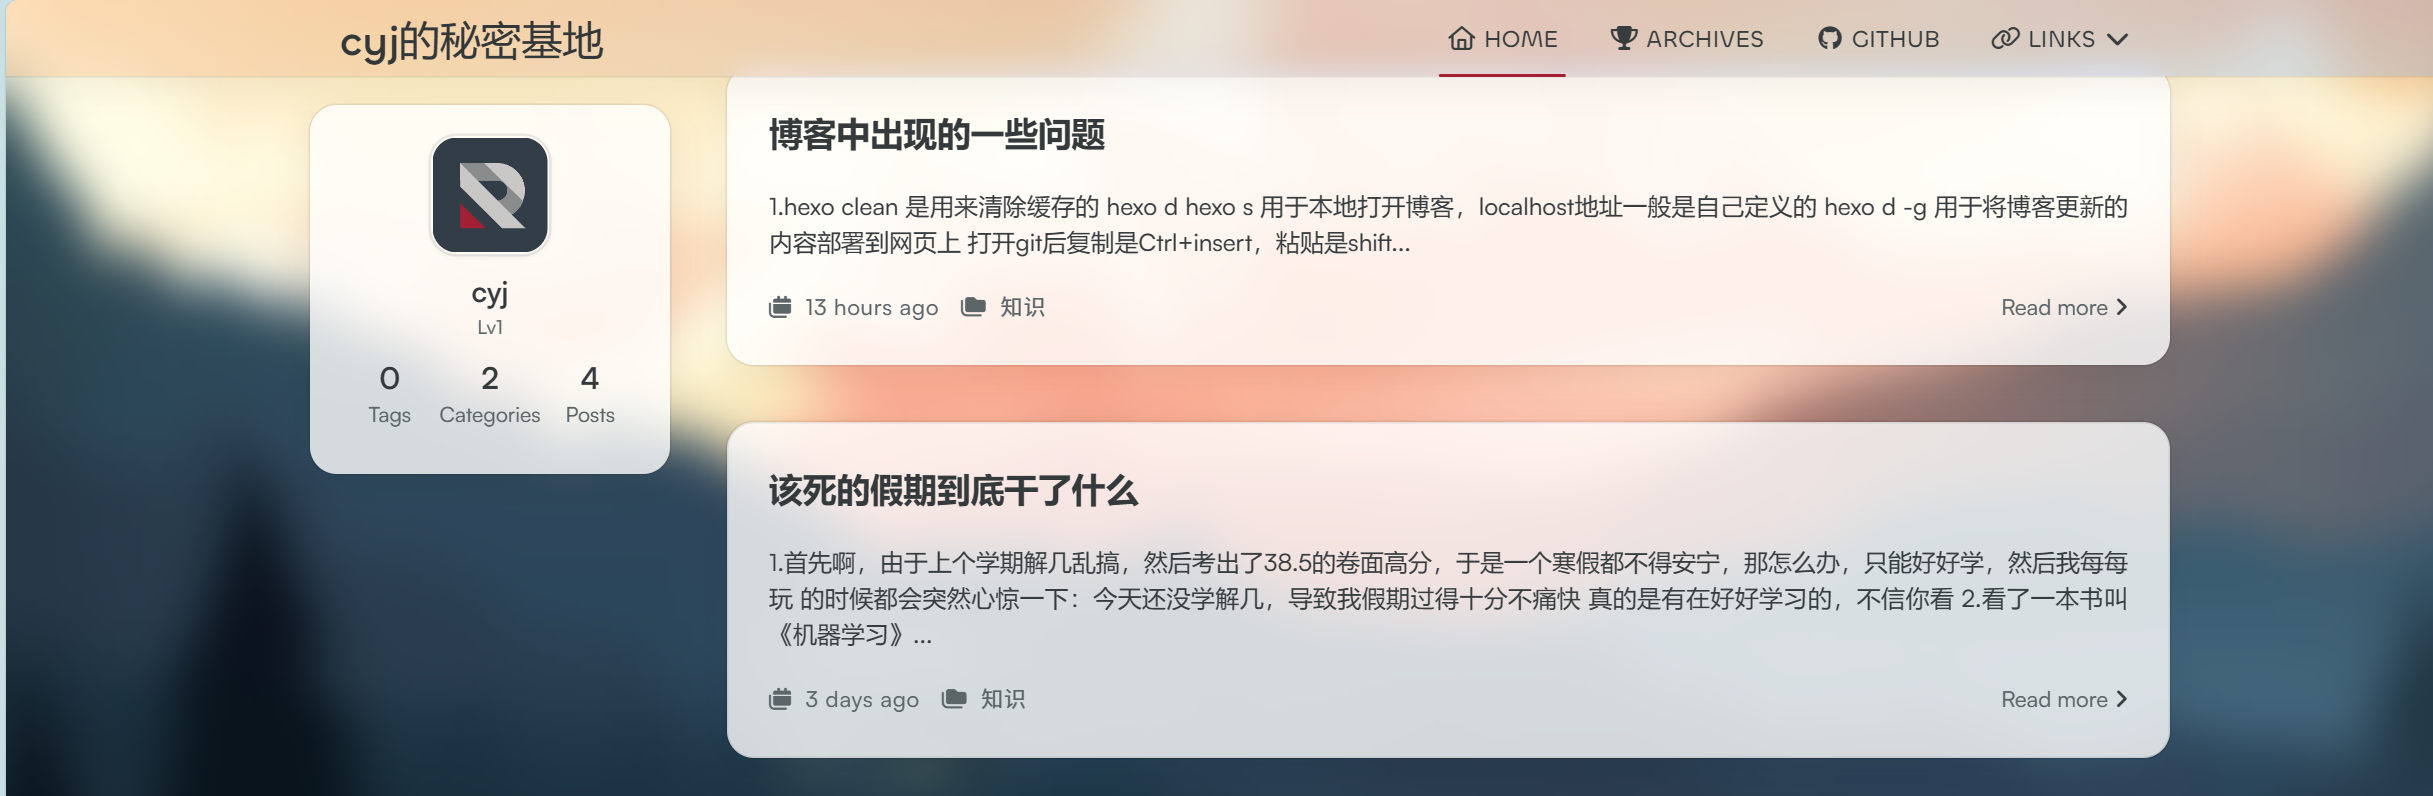 cyj的秘密基地
HOME ARCHIVES GITHUB LINKS
cyj
Lv1
0 2 4
Tags Categories Posts
博客中出现的一些问题
1.hexo clean 是用来清除缓存的 hexo d hexo s 用于本地打开博客，localhost地址一般是自己定义的 hexo d -g 用于将博客更新的
内容部署到网页上 打开git后复制是Ctrl+insert，粘贴是shift...
13 hours ago 知识 Read more
该死的假期到底干了什么
1.首先啊，由于上个学期解几乱搞，然后考出了38.5的卷面高分，于是一个寒假都不得安宁，那怎么办，只能好好学，然后我每每
玩 的时候都会突然心惊一下：今天还没学解几，导致我假期过得十分不痛快 真的是有在好好学习的，不信你看 2.看了一本书叫
《机器学习》...
3 days ago 知识 Read more